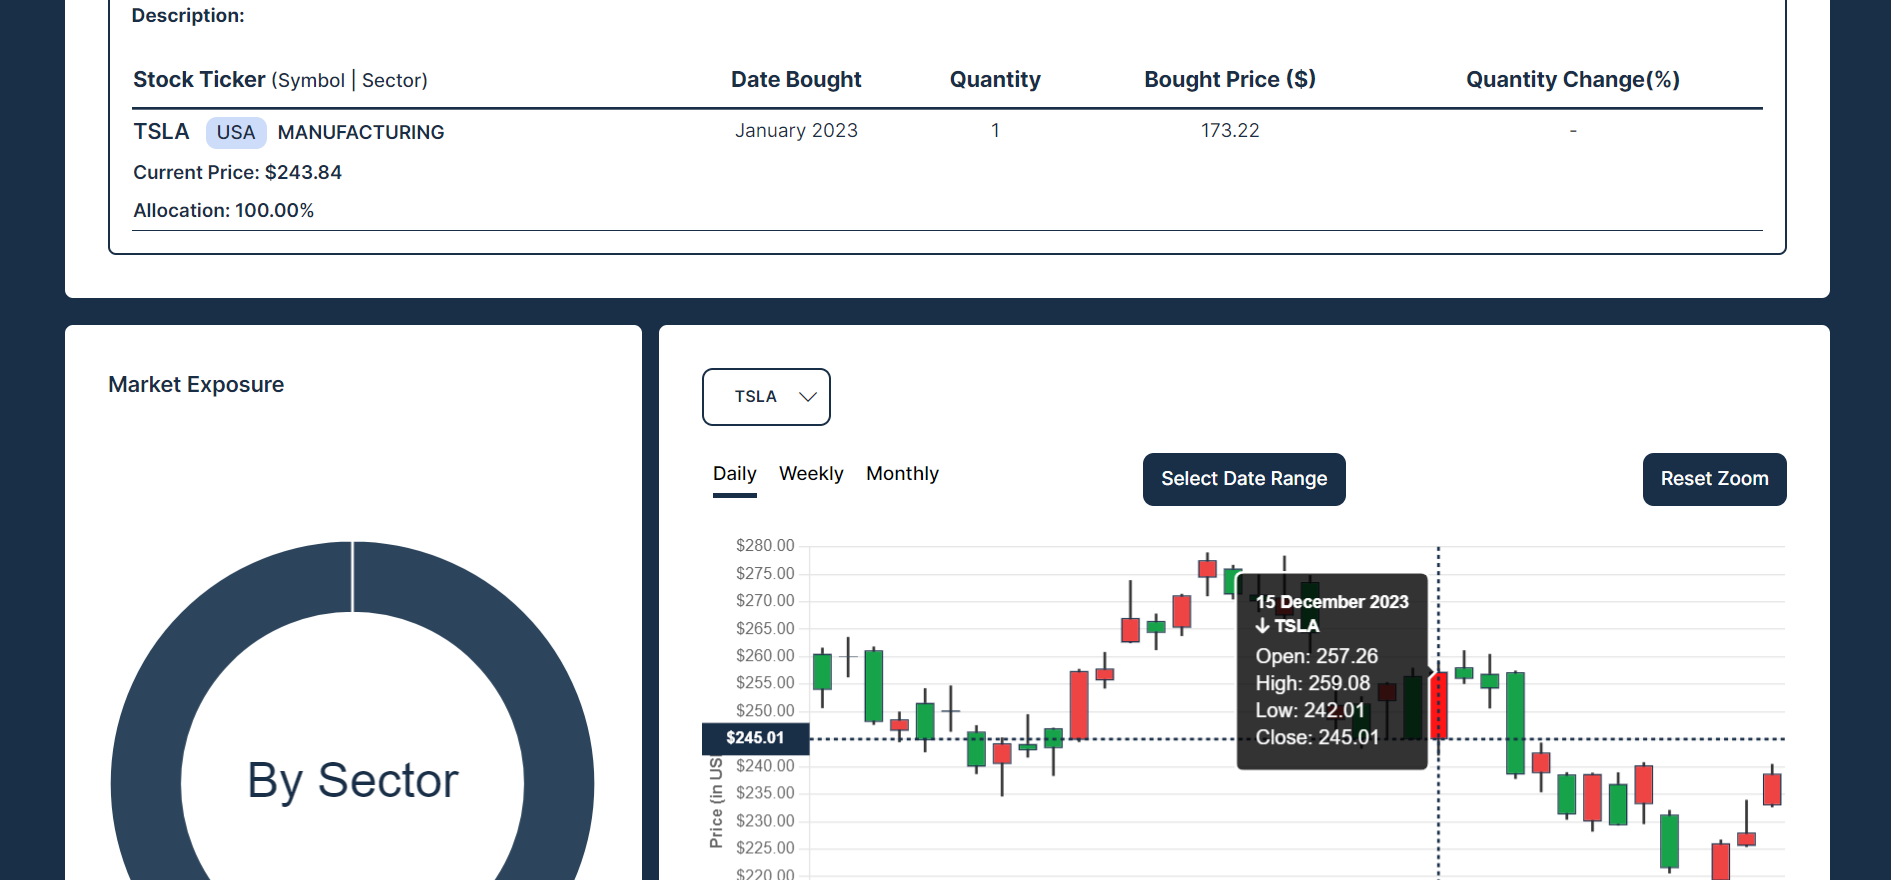 Description:
Stock Ticker (Symbol | Sector) Date Bought Quantity Bought Price ($) Quantity Change(%)
TSLA USA MANUFACTURING January 2023 1 173.22 -
Current Price: $243.84
Allocation: 100.00%
Market Exposure
By Sector
TSLA
Daily Weekly Monthly Select Date Range Reset Zoom
$280.00
$275.00
$270.00
$265.00
$260.00
$255.00
$250.00
$245.01
$240.00
$235.00
$230.00
$225.00
$220.00
Price (in US
15 December 2023
↓ TSLA
Open: 257.26
High: 259.08
Low: 242.01
Close: 245.01